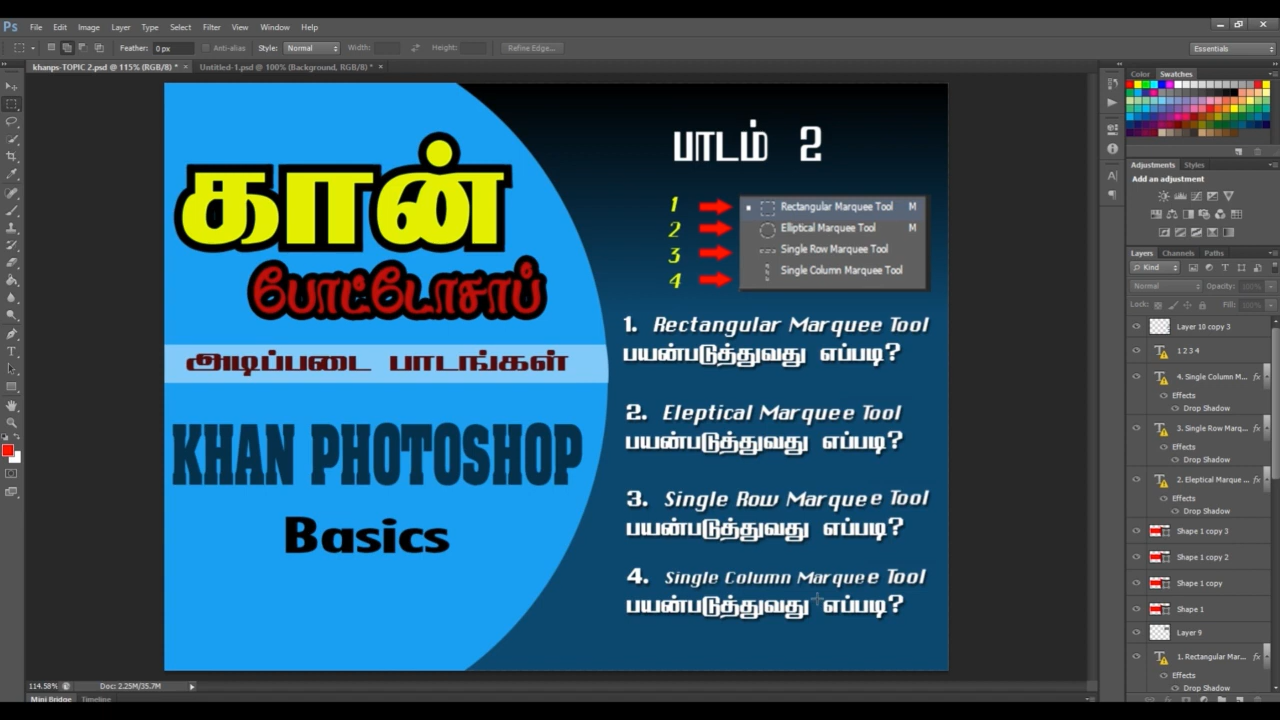 Ps File Edit Image Layer Type Select Filter View Window Help
Feather: 0 px Anti-alias Style: Normal Width: Height: Refine Edge... Essentials
khanps-TOPIC 2.psd @ 115% (RGB/8) * × Untitled-1.psd @ 100% (Background, RGB/8) * ×
கான்
போட்டோசாப்
அடிப்படை பாடங்கள்
KHAN PHOTOSHOP
Basics
பாடம் 2
1 Rectangular Marquee Tool M
2 Elliptical Marquee Tool M
3 Single Row Marquee Tool
4 Single Column Marquee Tool
1. Rectangular Marquee Tool
பயன்படுத்துவது எப்படி?
2. Eleptical Marquee Tool
பயன்படுத்துவது எப்படி?
3. Single Row Marquee Tool
பயன்படுத்துவது எப்படி?
4. Single Column Marquee Tool
பயன்படுத்துவது எப்படி?
Color Swatches
Adjustments Styles
Add an adjustment
Layers Channels Paths
Kind
Normal Opacity: 100%
Lock: Fill: 100%
Layer 10 copy 3
1 2 3 4
4. Single Column M... fx
Effects
Drop Shadow
3. Single Row Marq... fx
Effects
Drop Shadow
2. Eleptical Marque ... fx
Effects
Drop Shadow
Shape 1 copy 3
Shape 1 copy 2
Shape 1 copy
Shape 1
Layer 9
1. Rectangular Mar... fx
Effects
Drop Shadow
114.58% Doc: 2.25M/35.7M
Mini Bridge Timeline